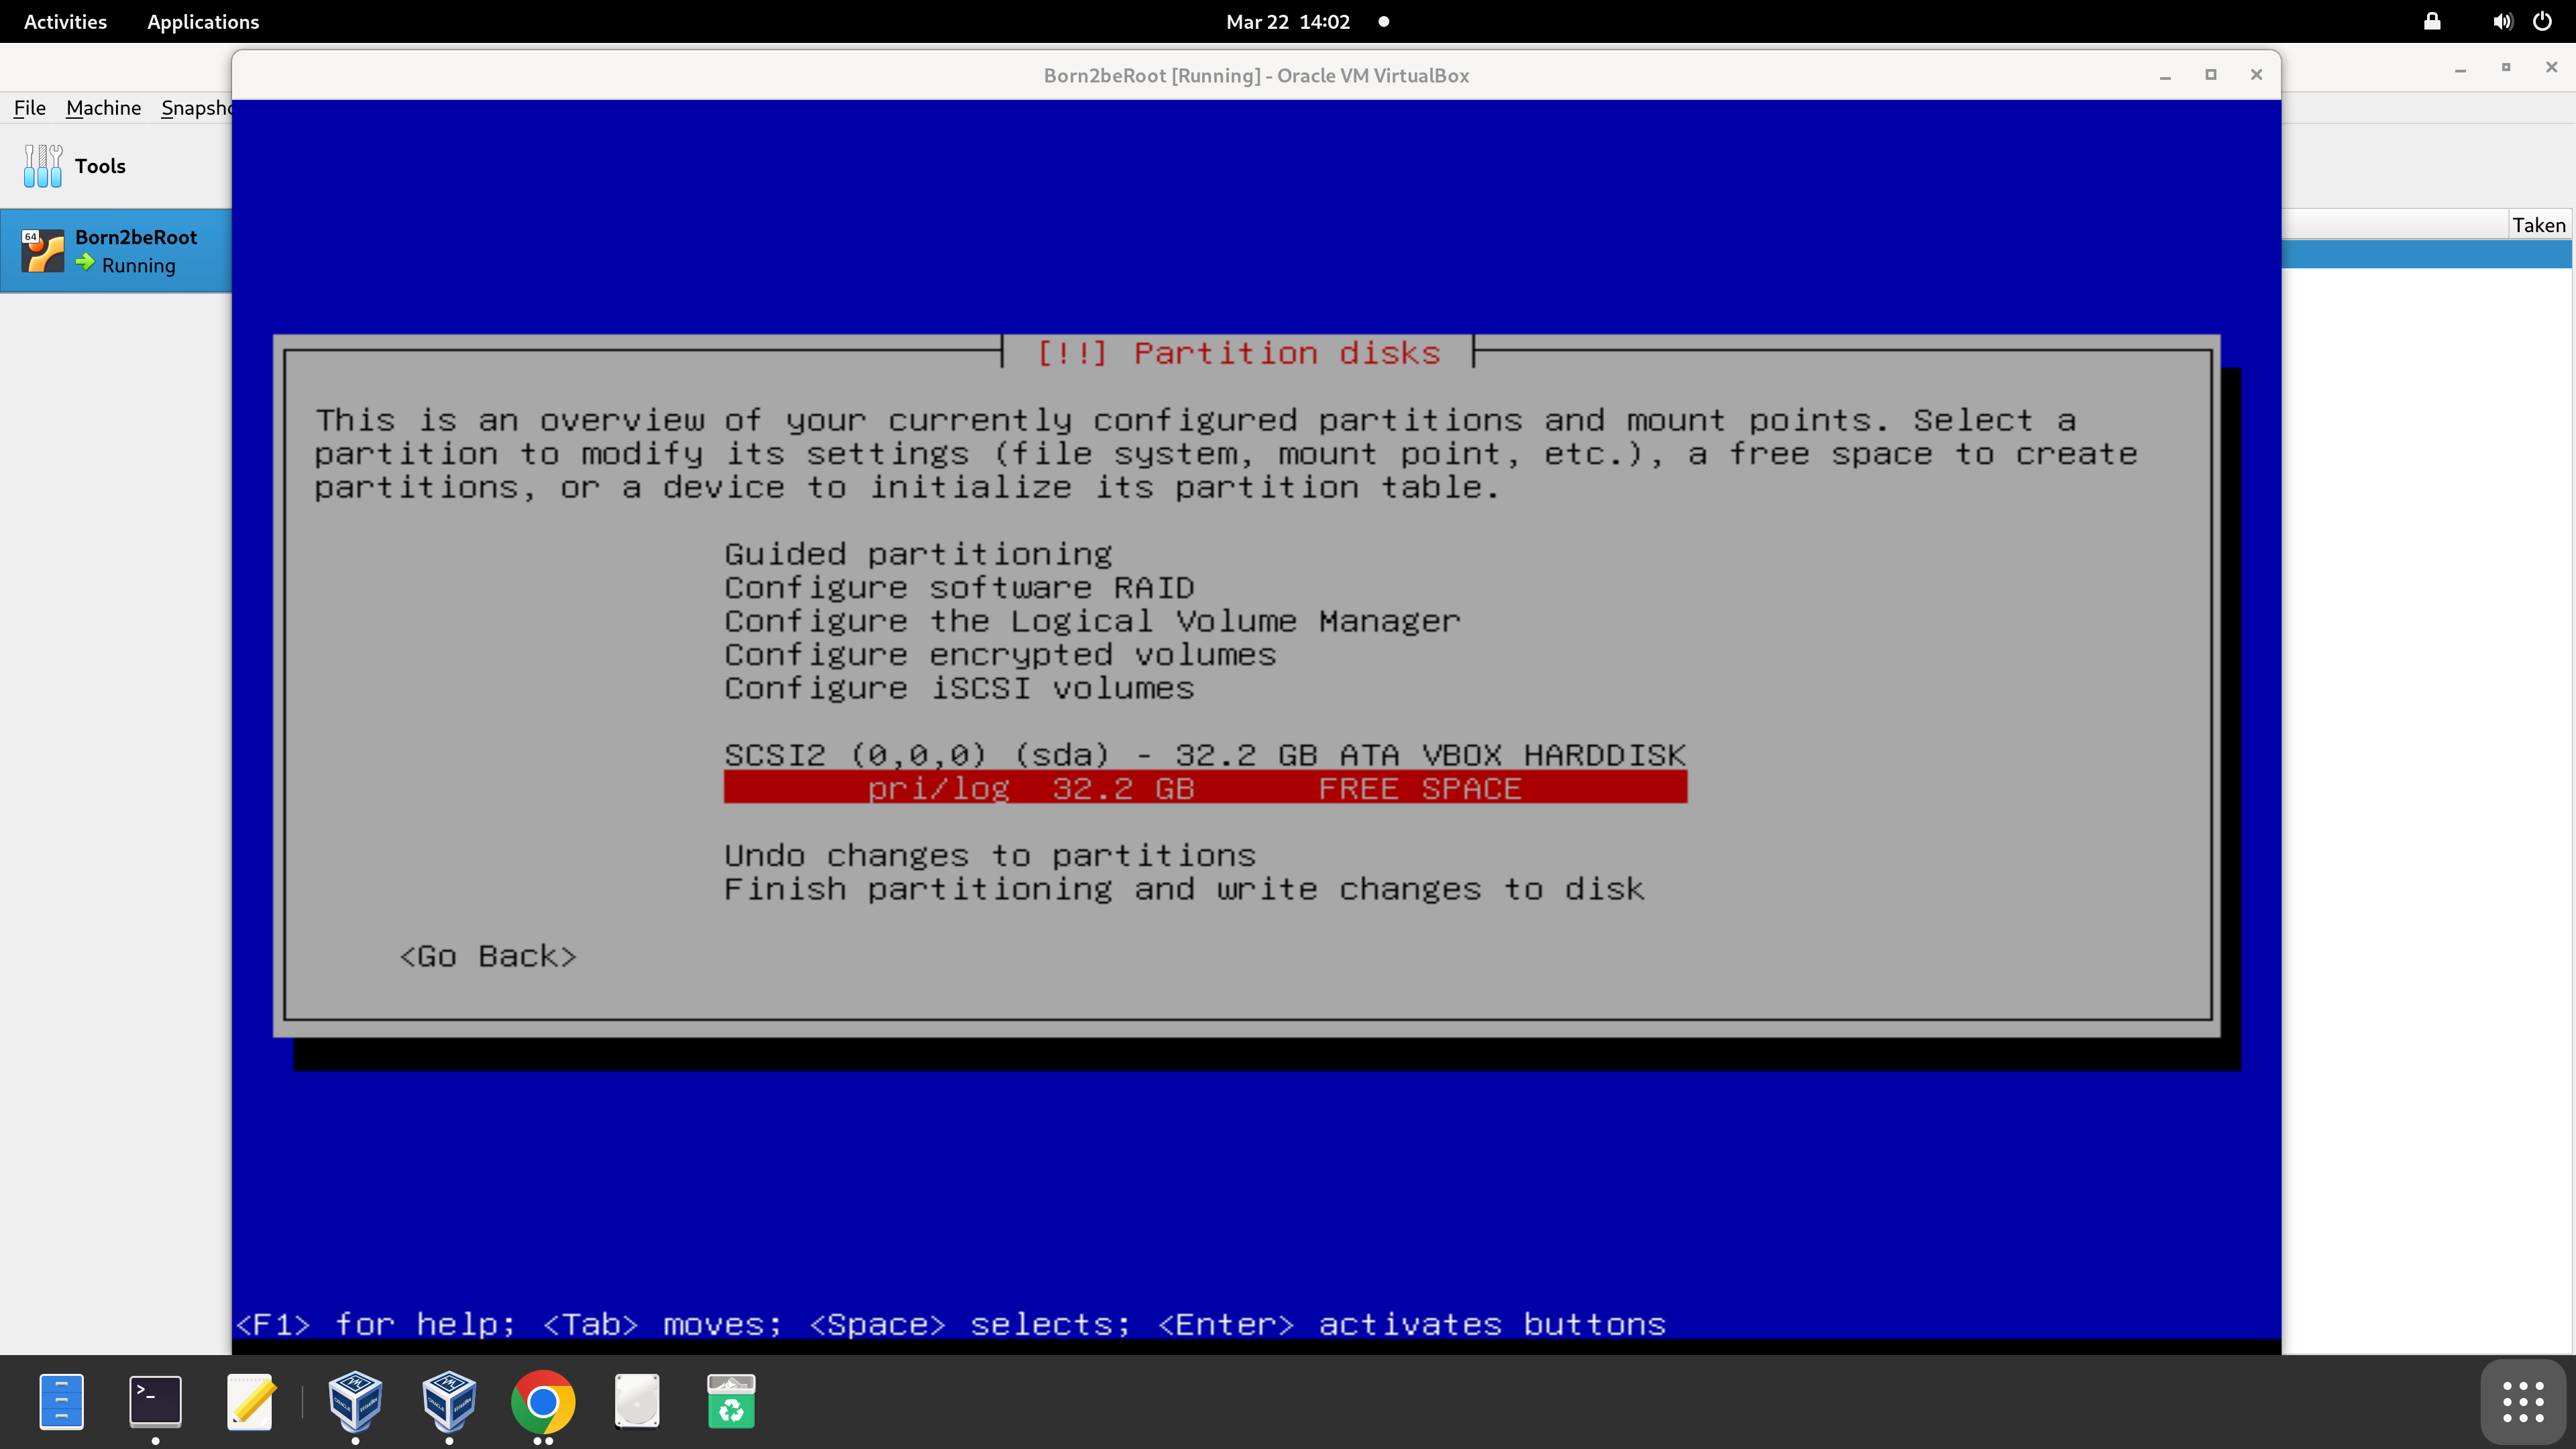 Activities Applications Mar 22 14:02
Born2beRoot [Running] - Oracle VM VirtualBox
File Machine Snapsho
Tools
Taken
64 Born2beRoot
Running
[!!] Partition disks
This is an overview of your currently configured partitions and mount points. Select a
partition to modify its settings (file system, mount point, etc.), a free space to create
partitions, or a device to initialize its partition table.
Guided partitioning
Configure software RAID
Configure the Logical Volume Manager
Configure encrypted volumes
Configure iSCSI volumes
SCSI2 (0,0,0) (sda) - 32.2 GB ATA VBOX HARDDISK
pri/log 32.2 GB FREE SPACE
Undo changes to partitions
Finish partitioning and write changes to disk
<Go Back>
<F1> for help; <Tab> moves; <Space> selects; <Enter> activates buttons